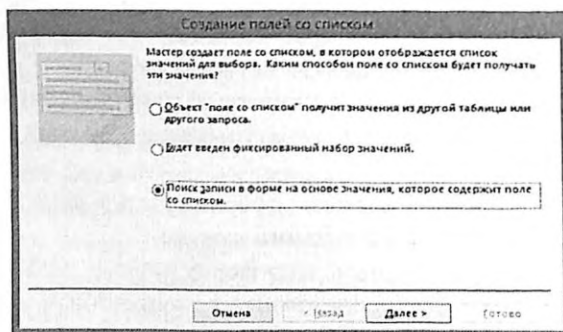 Создание полей со списком
Мастер создает поле со списком, в котором отображается список
значений для выбора. Каким способом поле со списком будет получать
эти значения?
Объект "поле со списком" получит значения из другой таблицы или
другого запроса.
Будет введен фиксированный набор значений.
Поиск записи в форме на основе значения, которое содержит поле
со списком.
Отмена < Назад Далее > Готово